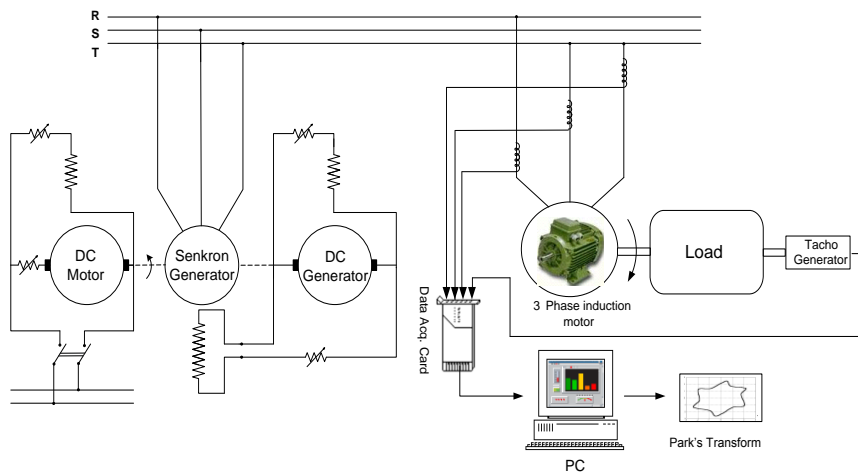 R
S
T
DC
Motor
Senkron
Generator
DC
Generator
Data Acq. Card
3 Phase induction
motor
Load
Tacho
Generator
PC
Park's Transform